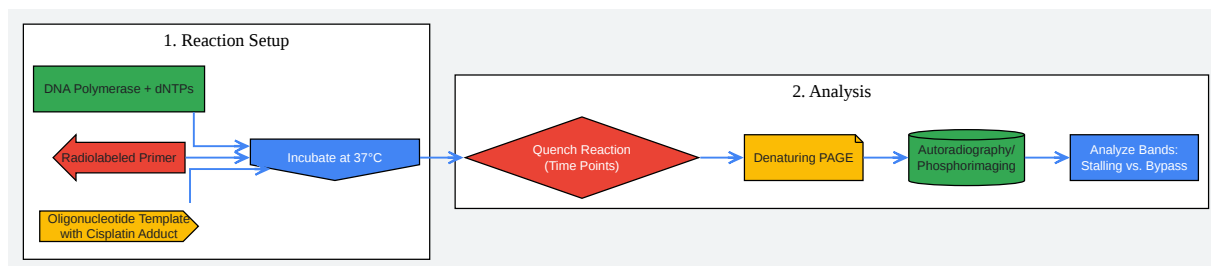 1. Reaction Setup
DNA Polymerase + dNTPs
Radiolabeled Primer
Oligonucleotide Template
with Cisplatin Adduct
Incubate at 37°C
2. Analysis
Quench Reaction
(Time Points)
Denaturing PAGE
Autoradiography/
Phosphorimaging
Analyze Bands:
Stalling vs. Bypass